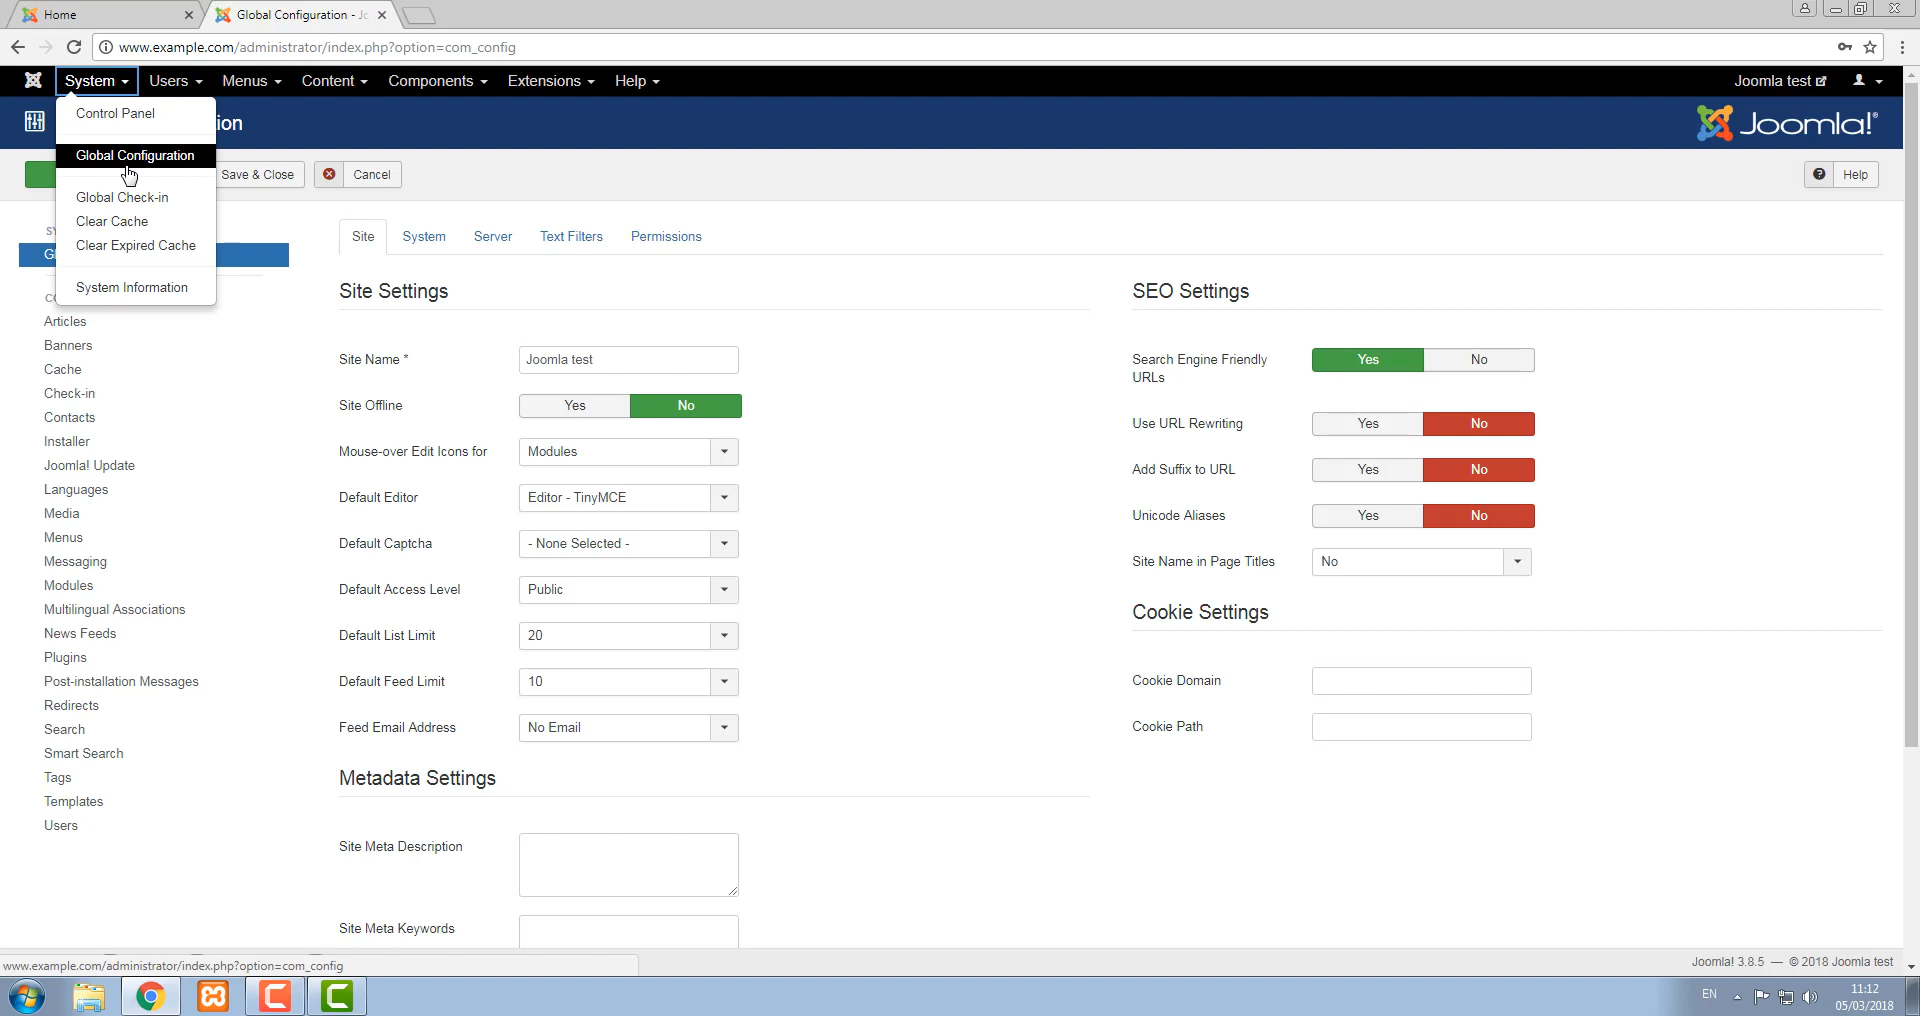 Home
Global Configuration - Jc
www.example.com/administrator/index.php?option=com_config
System Users Menus Content Components Extensions Help
Joomla test
Control Panel
Global Configuration
Global Check-in
Clear Cache
Clear Expired Cache
System Information
ion
Joomla!®
Save & Close
Cancel
Help
SY
Gl
CO
Articles
Banners
Cache
Check-in
Contacts
Installer
Joomla! Update
Languages
Media
Menus
Messaging
Modules
Multilingual Associations
News Feeds
Plugins
Post-installation Messages
Redirects
Search
Smart Search
Tags
Templates
Users
Site System Server Text Filters Permissions
Site Settings
Site Name * Joomla test
Site Offline Yes No
Mouse-over Edit Icons for Modules
Default Editor Editor - TinyMCE
Default Captcha - None Selected -
Default Access Level Public
Default List Limit 20
Default Feed Limit 10
Feed Email Address No Email
Metadata Settings
Site Meta Description
Site Meta Keywords
SEO Settings
Search Engine Friendly Yes No
URLs
Use URL Rewriting Yes No
Add Suffix to URL Yes No
Unicode Aliases Yes No
Site Name in Page Titles No
Cookie Settings
Cookie Domain
Cookie Path
www.example.com/administrator/index.php?option=com_config
Joomla! 3.8.5 — © 2018 Joomla test
EN
11:12
05/03/2018